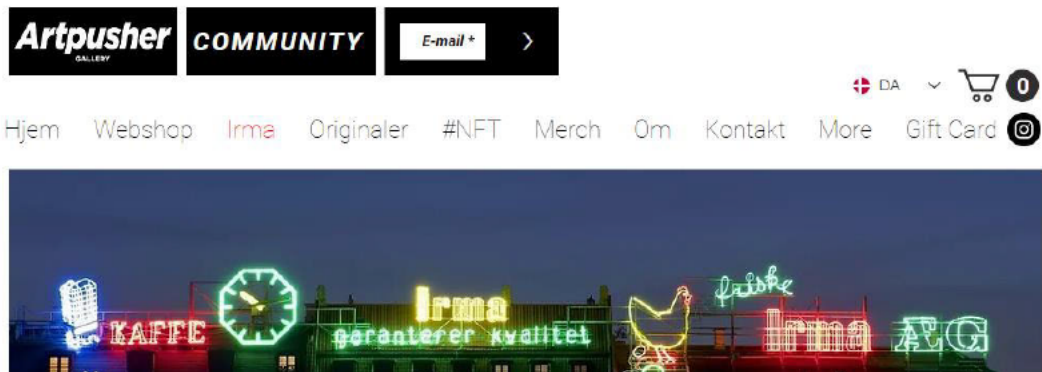 Artpusher
GALLERY
COMMUNITY
E-mail *
DA
0
Hjem Webshop Irma Originaler #NFT Merch Om Kontakt More Gift Card
friske
Irma
KAFFE
garanterer kvalitet
Irma ÆG